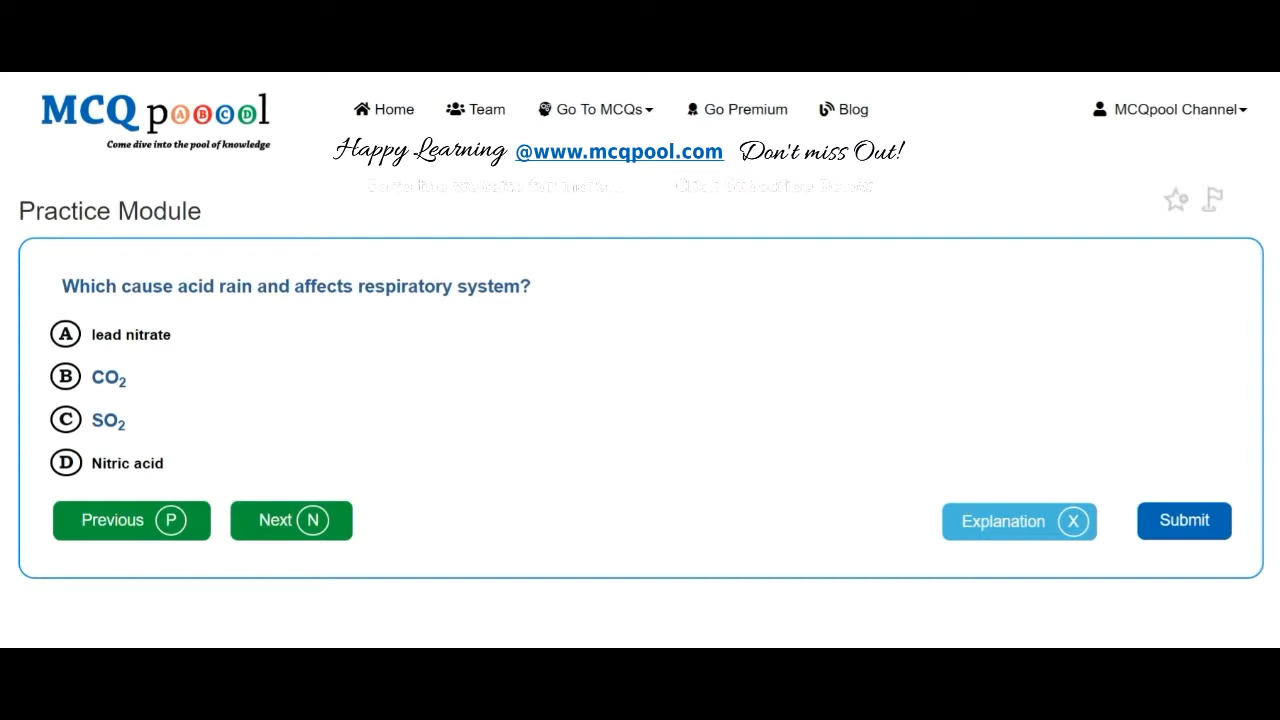 MCQ poool
A B C D
Come dive into the pool of knowledge
Home Team Go To MCQs Go Premium Blog MCQpool Channel
Happy Learning @www.mcqpool.com Don't miss Out!
Practice Module
Which cause acid rain and affects respiratory system?
A lead nitrate
B CO₂
C SO₂
D Nitric acid
Previous P Next N Explanation X Submit